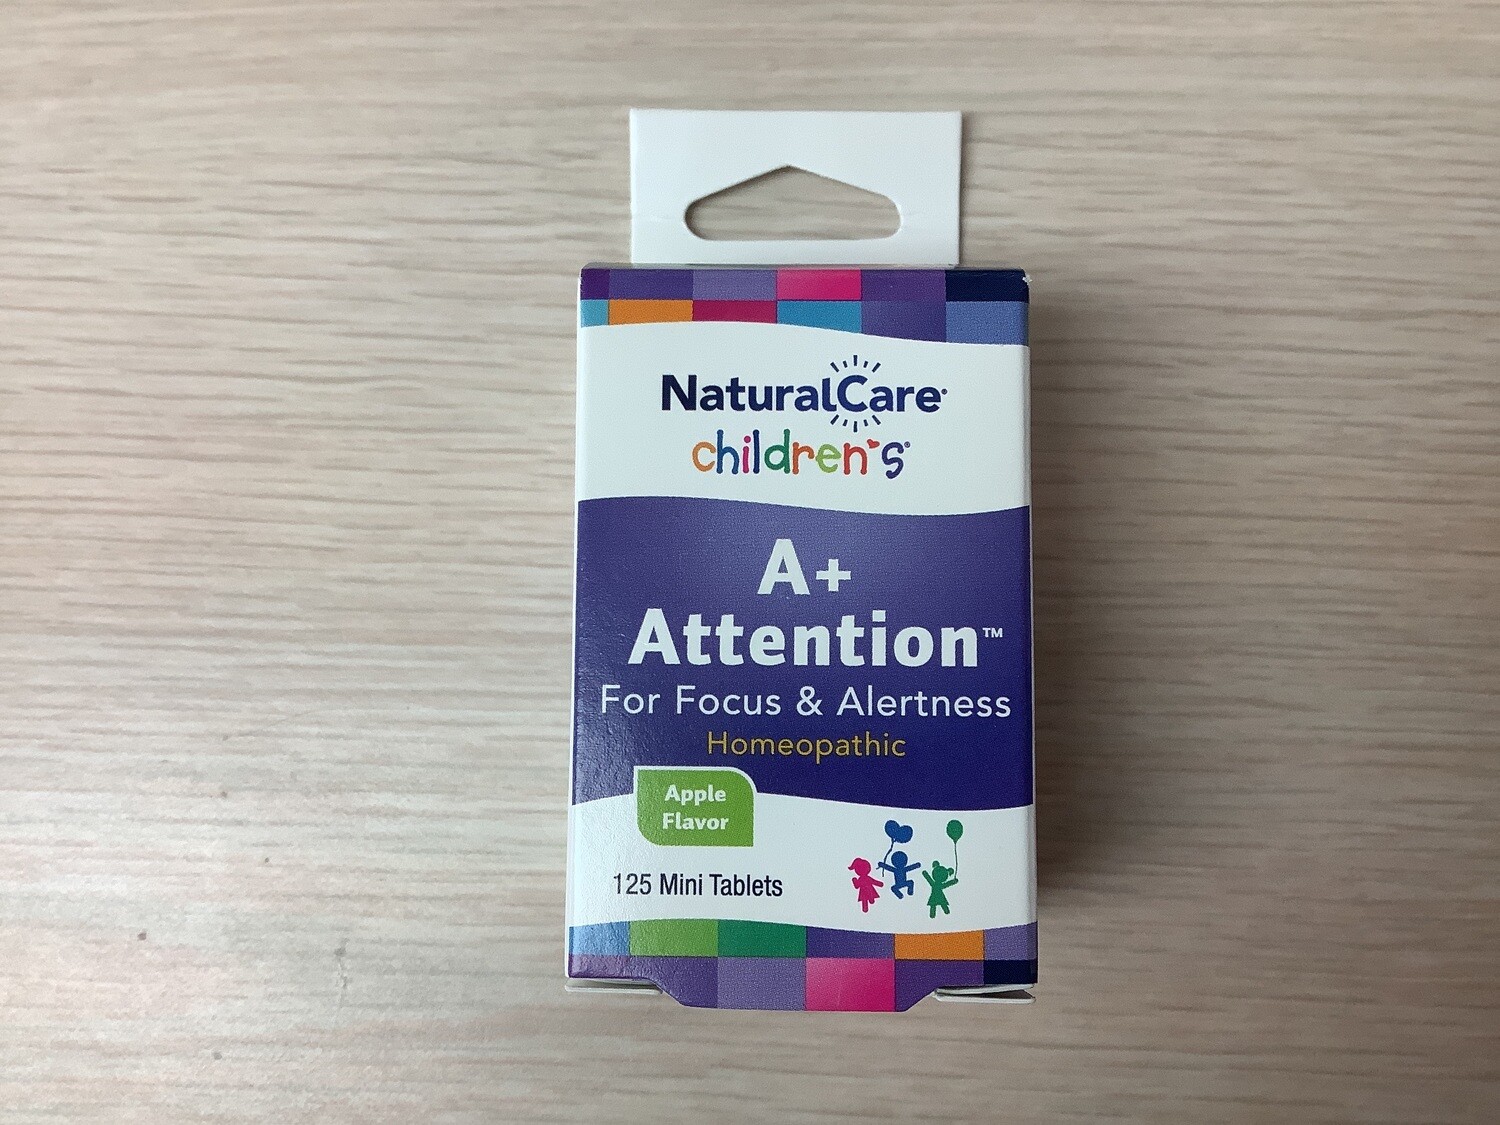 NaturalCare®
children's®
A+
Attention™
For Focus & Alertness
Homeopathic
Apple
Flavor
125 Mini Tablets